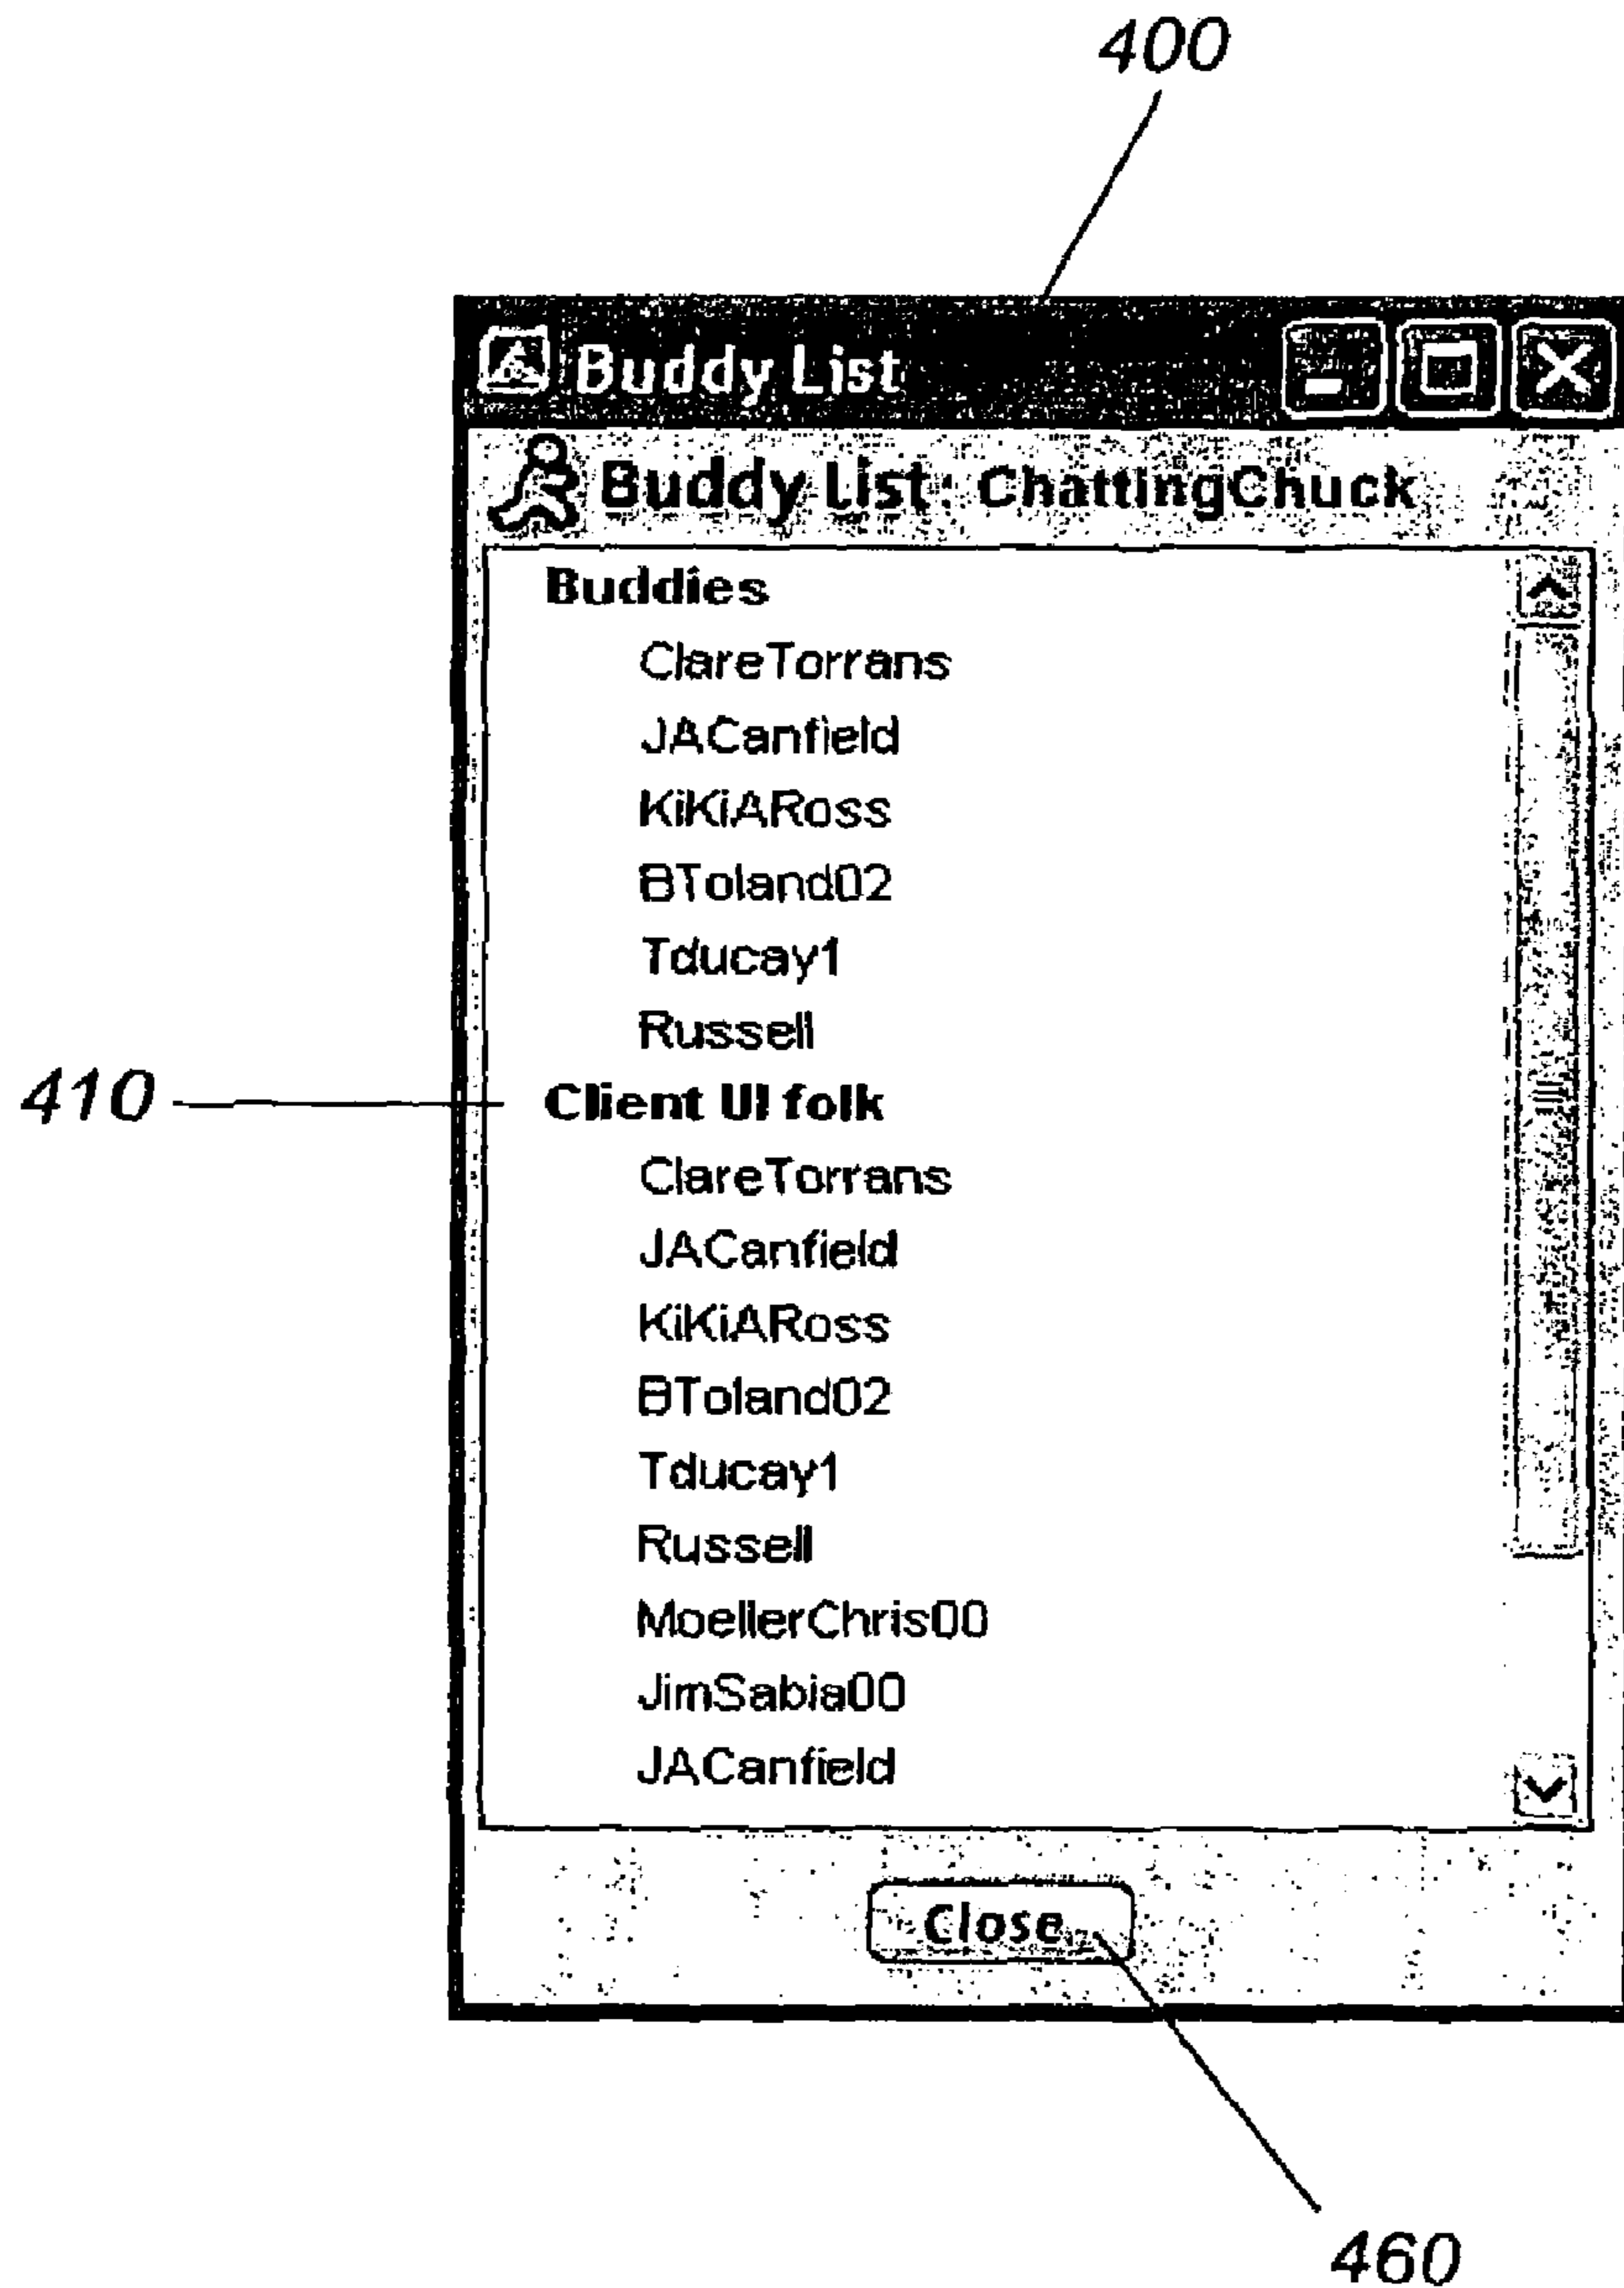 400
Buddy List
Buddy List: ChattingChuck
Buddies
ClareTorrans
JACanfield
KiKiARoss
BToland02
Tducay1
Russell
410
Client UI folk
ClareTorrans
JACanfield
KiKiARoss
BToland02
Tducay1
Russell
MoellerChris00
JimSabia00
JACanfield
Close
460